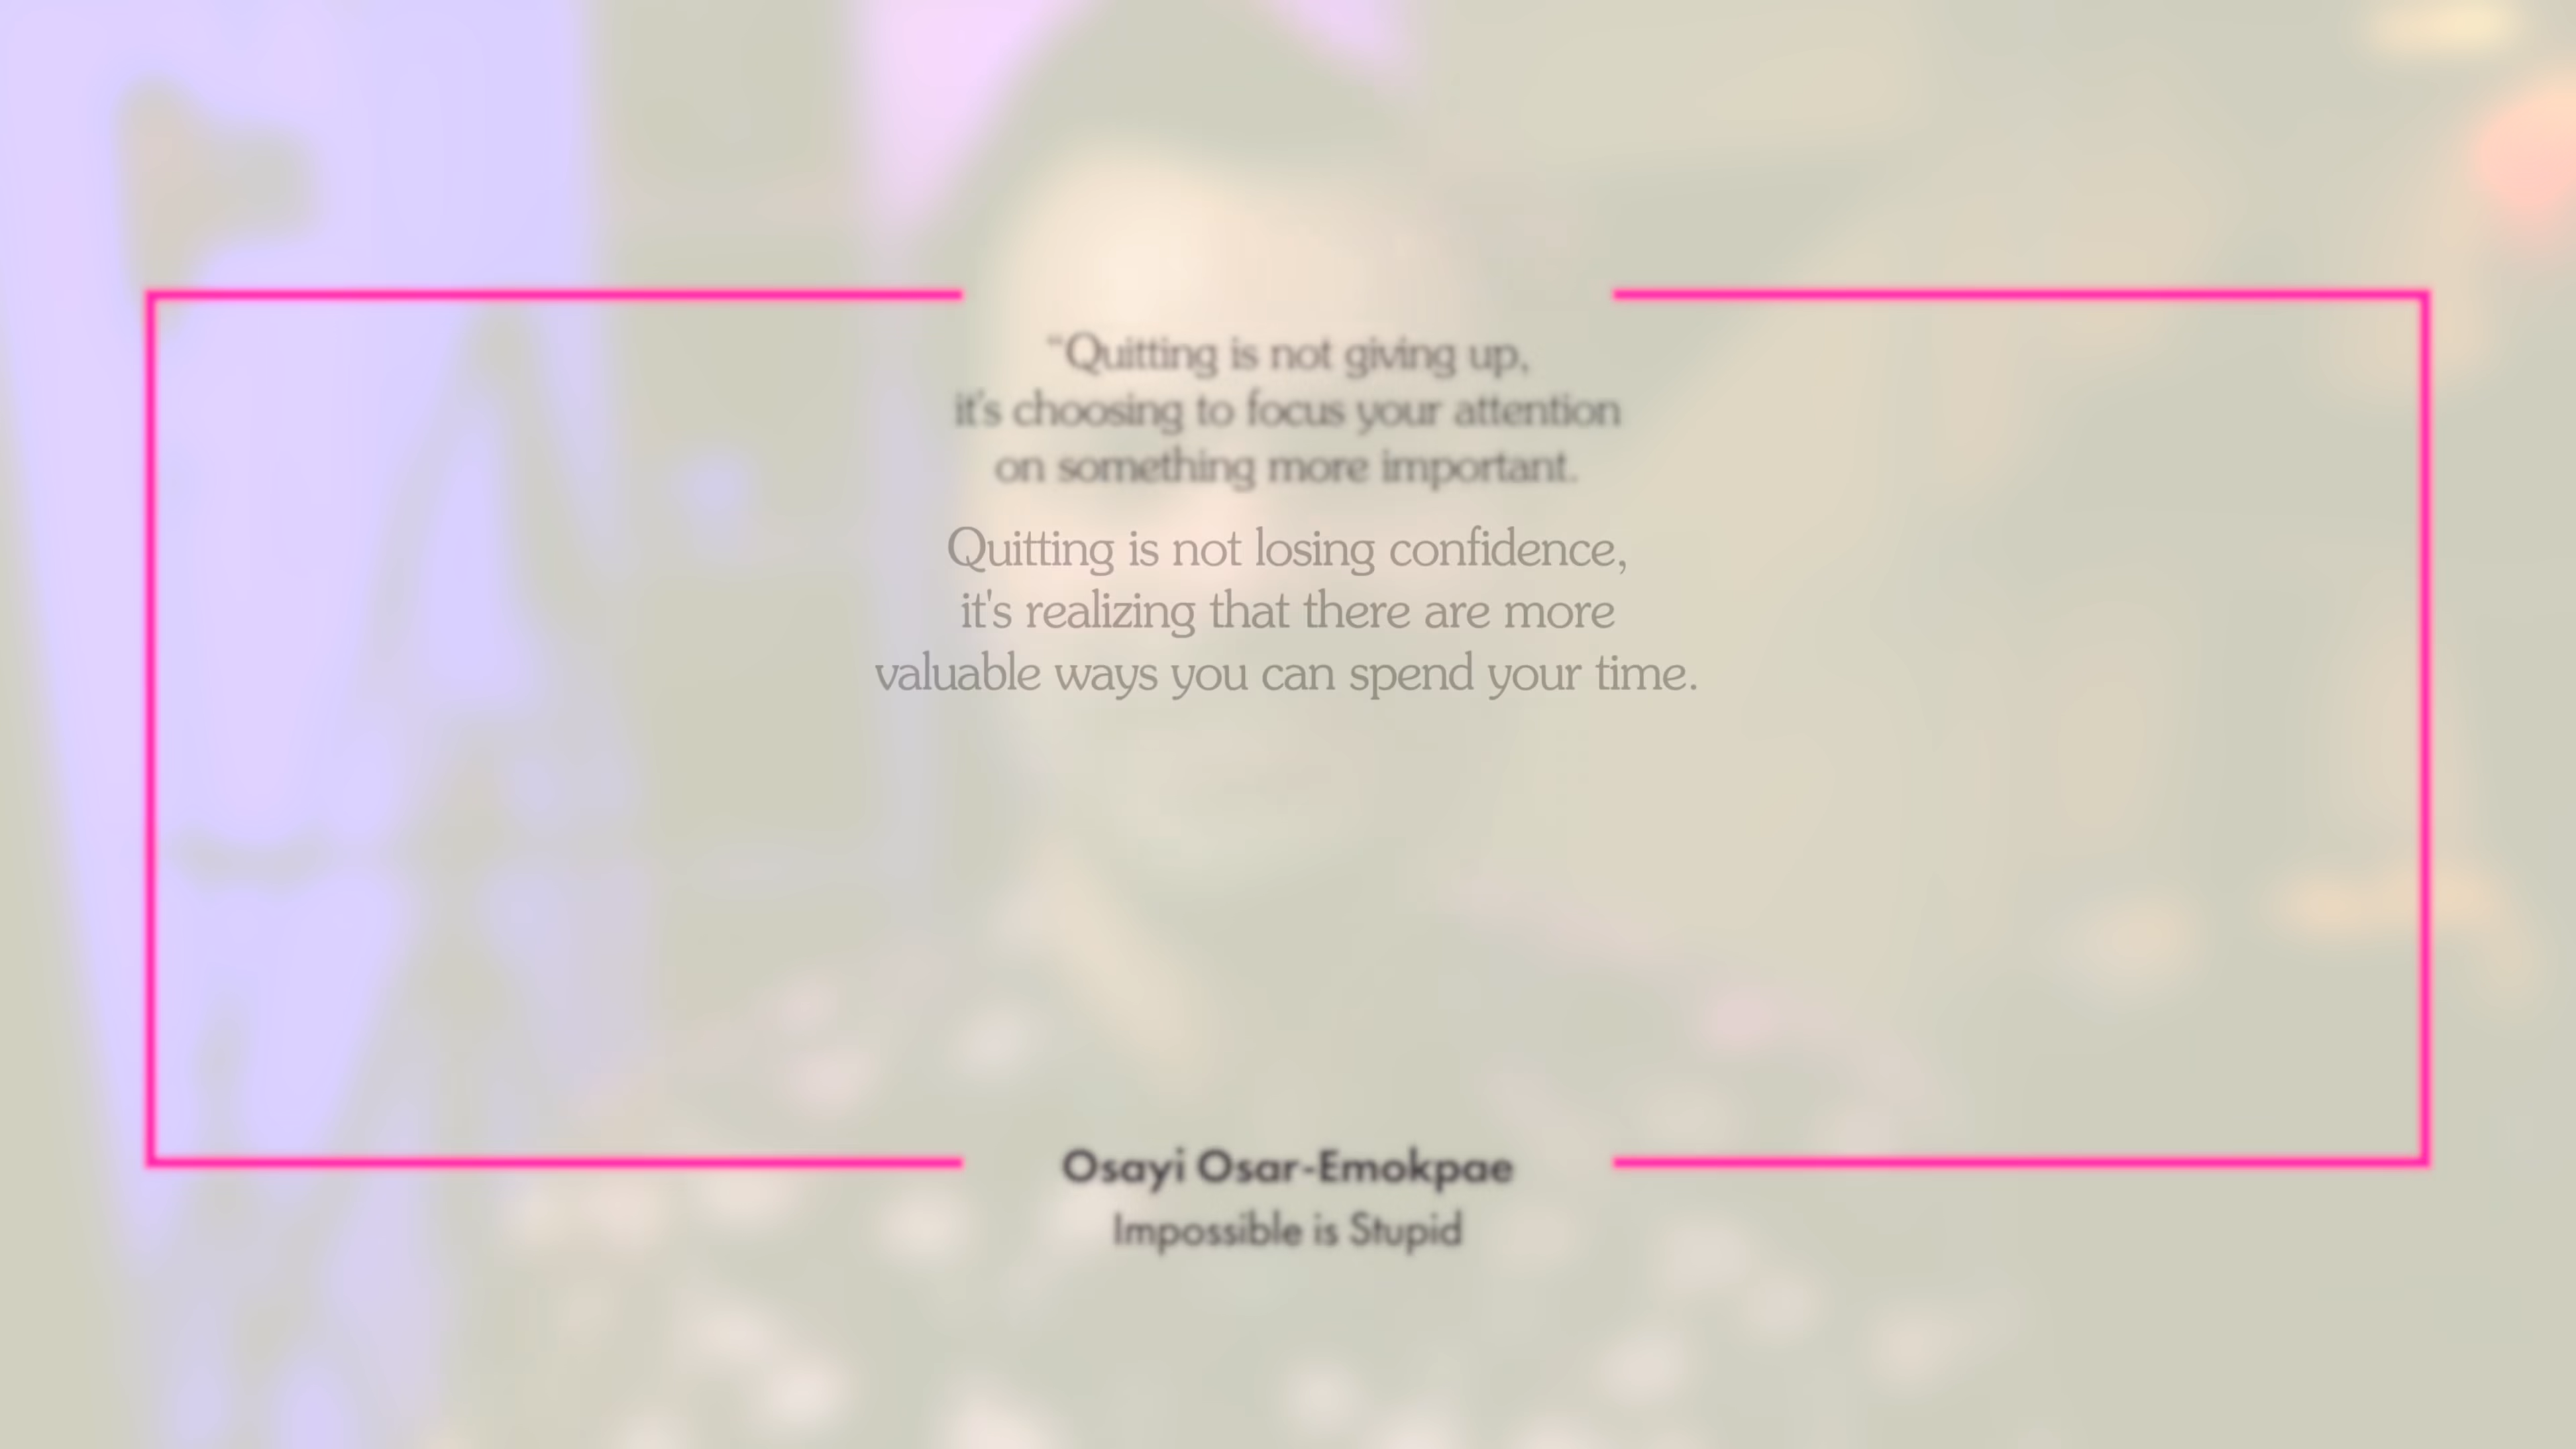 “Quitting is not giving up,
it's choosing to focus your attention
on something more important.
Quitting is not losing confidence,
it's realizing that there are more
valuable ways you can spend your time.
Osayi Osar-Emokpae
Impossible is Stupid